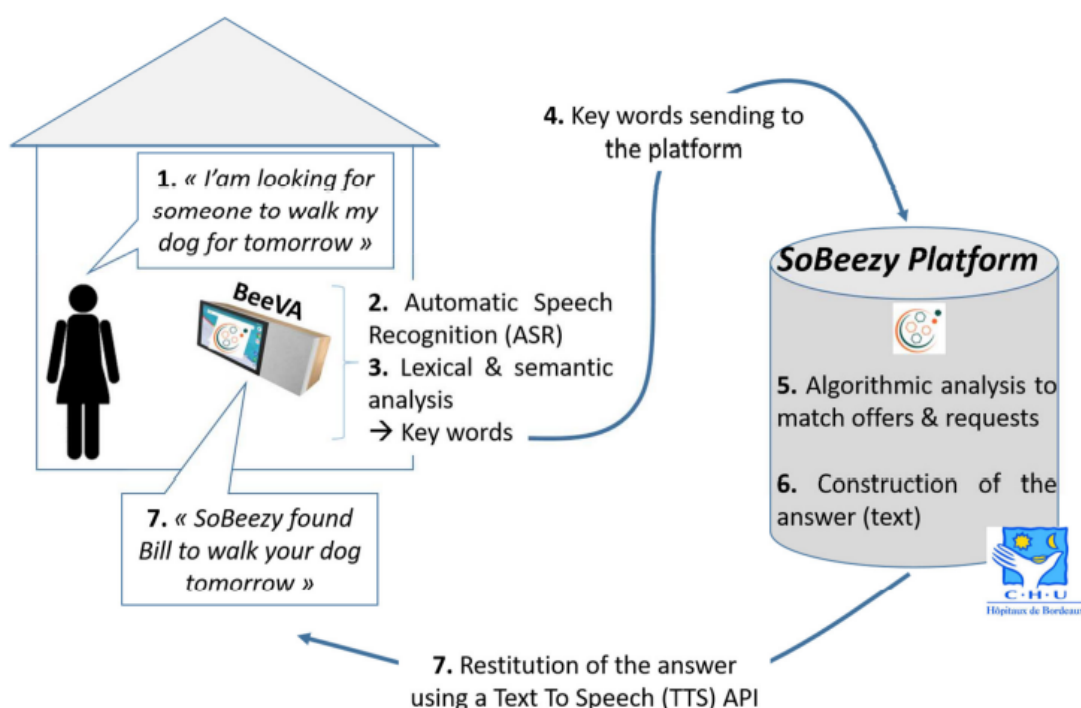 1. « I'am looking for
someone to walk my
dog for tomorrow »
BeeVA
2. Automatic Speech
Recognition (ASR)
3. Lexical & semantic
analysis
→ Key words
4. Key words sending to
the platform
SoBeezy Platform
5. Algorithmic analysis to
match offers & requests
6. Construction of the
answer (text)
C·H·U
Hôpitaux de Bordeaux
7. Restitution of the answer
using a Text To Speech (TTS) API
7. « SoBeezy found
Bill to walk your dog
tomorrow »